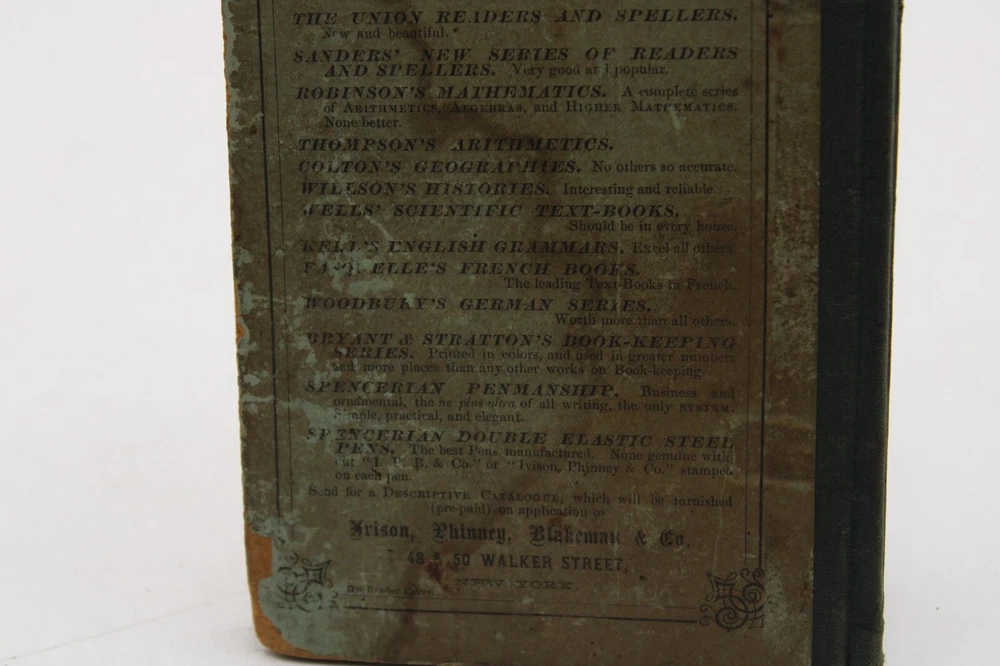 THE UNION READERS AND SPELLERS.
New and beautiful.
SANDERS' NEW SERIES OF READERS
AND SPELLERS. Very good and popular.
ROBINSON'S MATHEMATICS. A complete series
of ARITHMETICS, ALGEBRAS, and HIGHER MATHEMATICS.
None better.
THOMPSON'S ARITHMETICS.
COLTON'S GEOGRAPHIES. No others so accurate.
WILLSON'S HISTORIES. Interesting and reliable.
WELLS' SCIENTIFIC TEXT-BOOKS.
Should be in every house.
KERL'S ENGLISH GRAMMARS. Excel all others.
FASQUELLE'S FRENCH BOOKS.
The leading Text-Books in French.
WOODBURY'S GERMAN SERIES.
Worth more than all others.
BRYANT & STRATTON'S BOOK-KEEPING
SERIES. Printed in colors, and used in greater numbers
and more places than any other works on Book-keeping
SPENCERIAN PENMANSHIP. Business and
ornamental, the ne plus ultra of all writing, the only SYSTEM.
Simple, practical, and elegant.
SPENCERIAN DOUBLE ELASTIC STEEL
PENS. The best Pens manufactured. None genuine with-
out "I. P. B. & Co." or "Ivison, Phinney & Co." stamped
on each pen.
Send for a DESCRIPTIVE CATALOGUE, which will be furnished
(pre-paid) on application to
Ivison, Phinney, Blakeman & Co.
48 & 50 WALKER STREET,
NEW YORK.